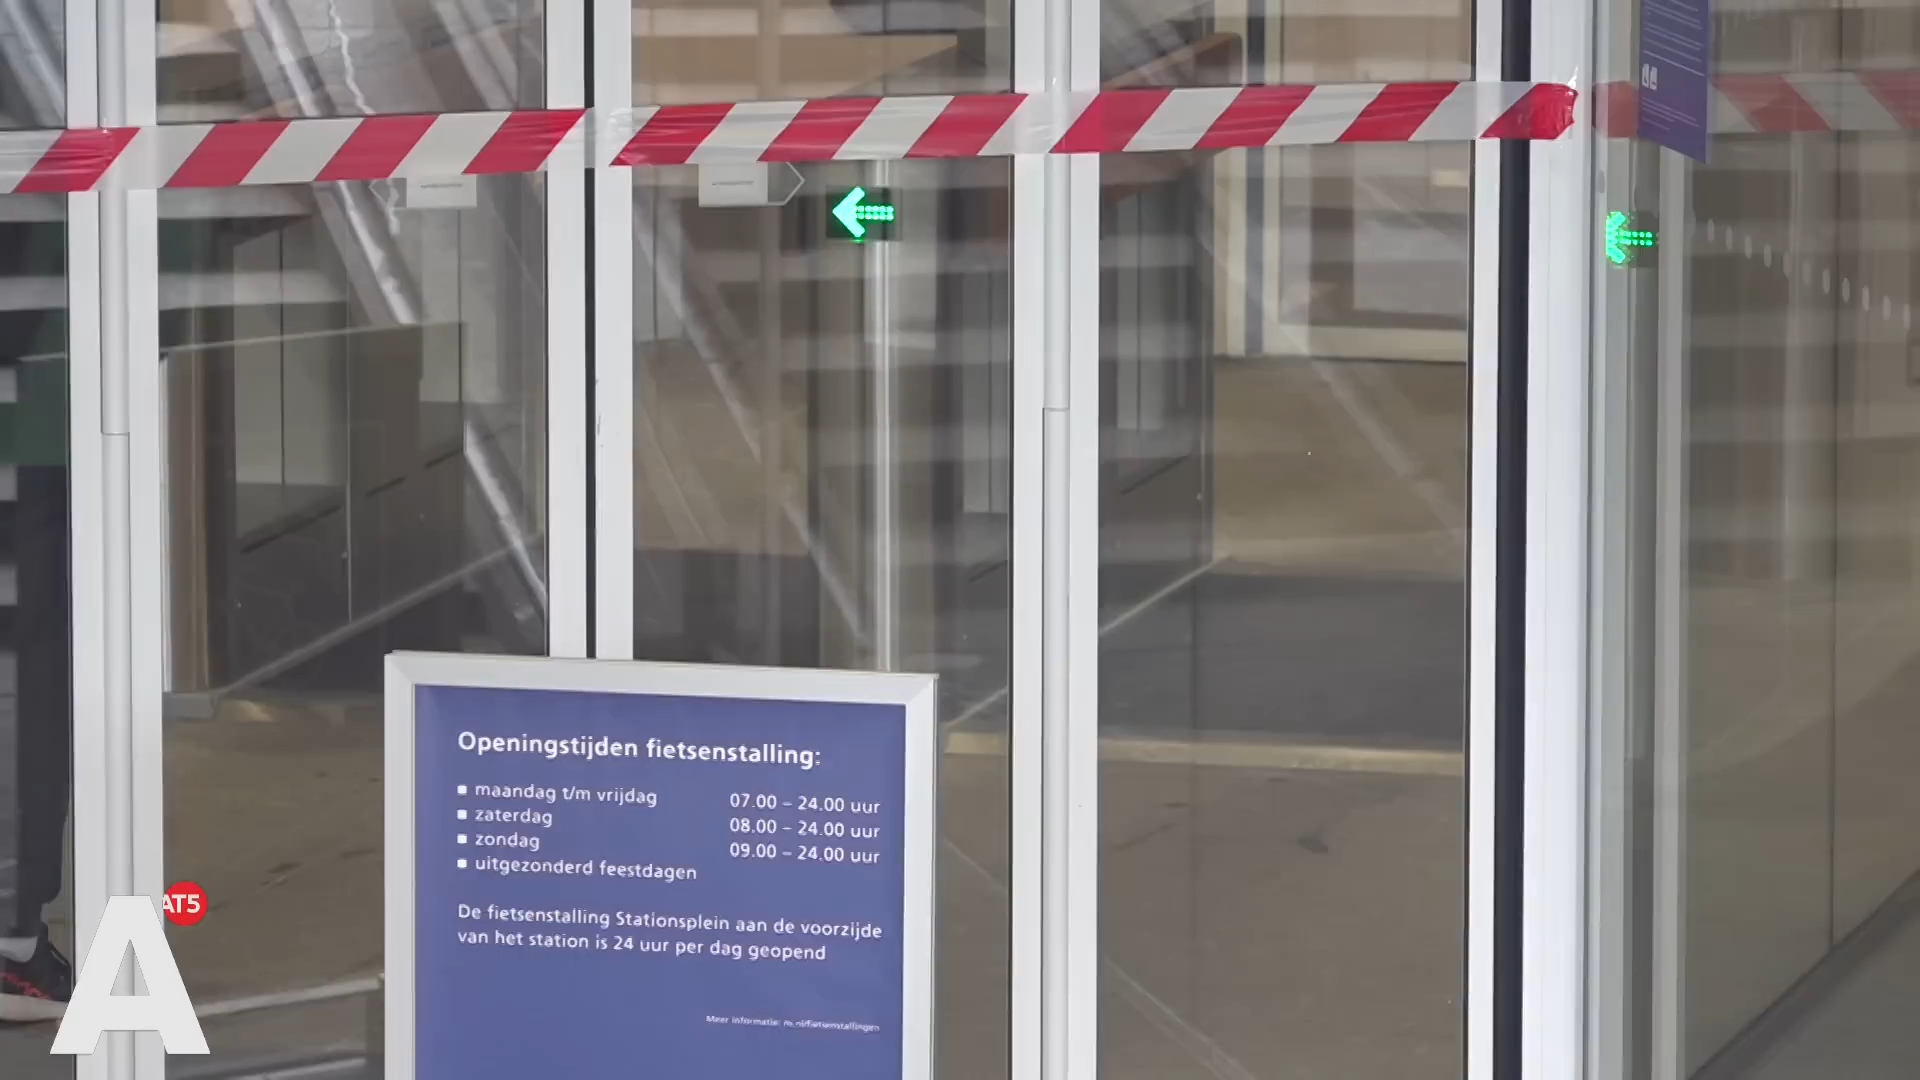 Openingstijden fietsenstalling:
maandag t/m vrijdag 07.00 – 24.00 uur
zaterdag 08.00 – 24.00 uur
zondag 09.00 – 24.00 uur
uitgezonderd feestdagen
De fietsenstalling Stationsplein aan de voorzijde
van het station is 24 uur per dag geopend
Meer informatie:
AT5
A